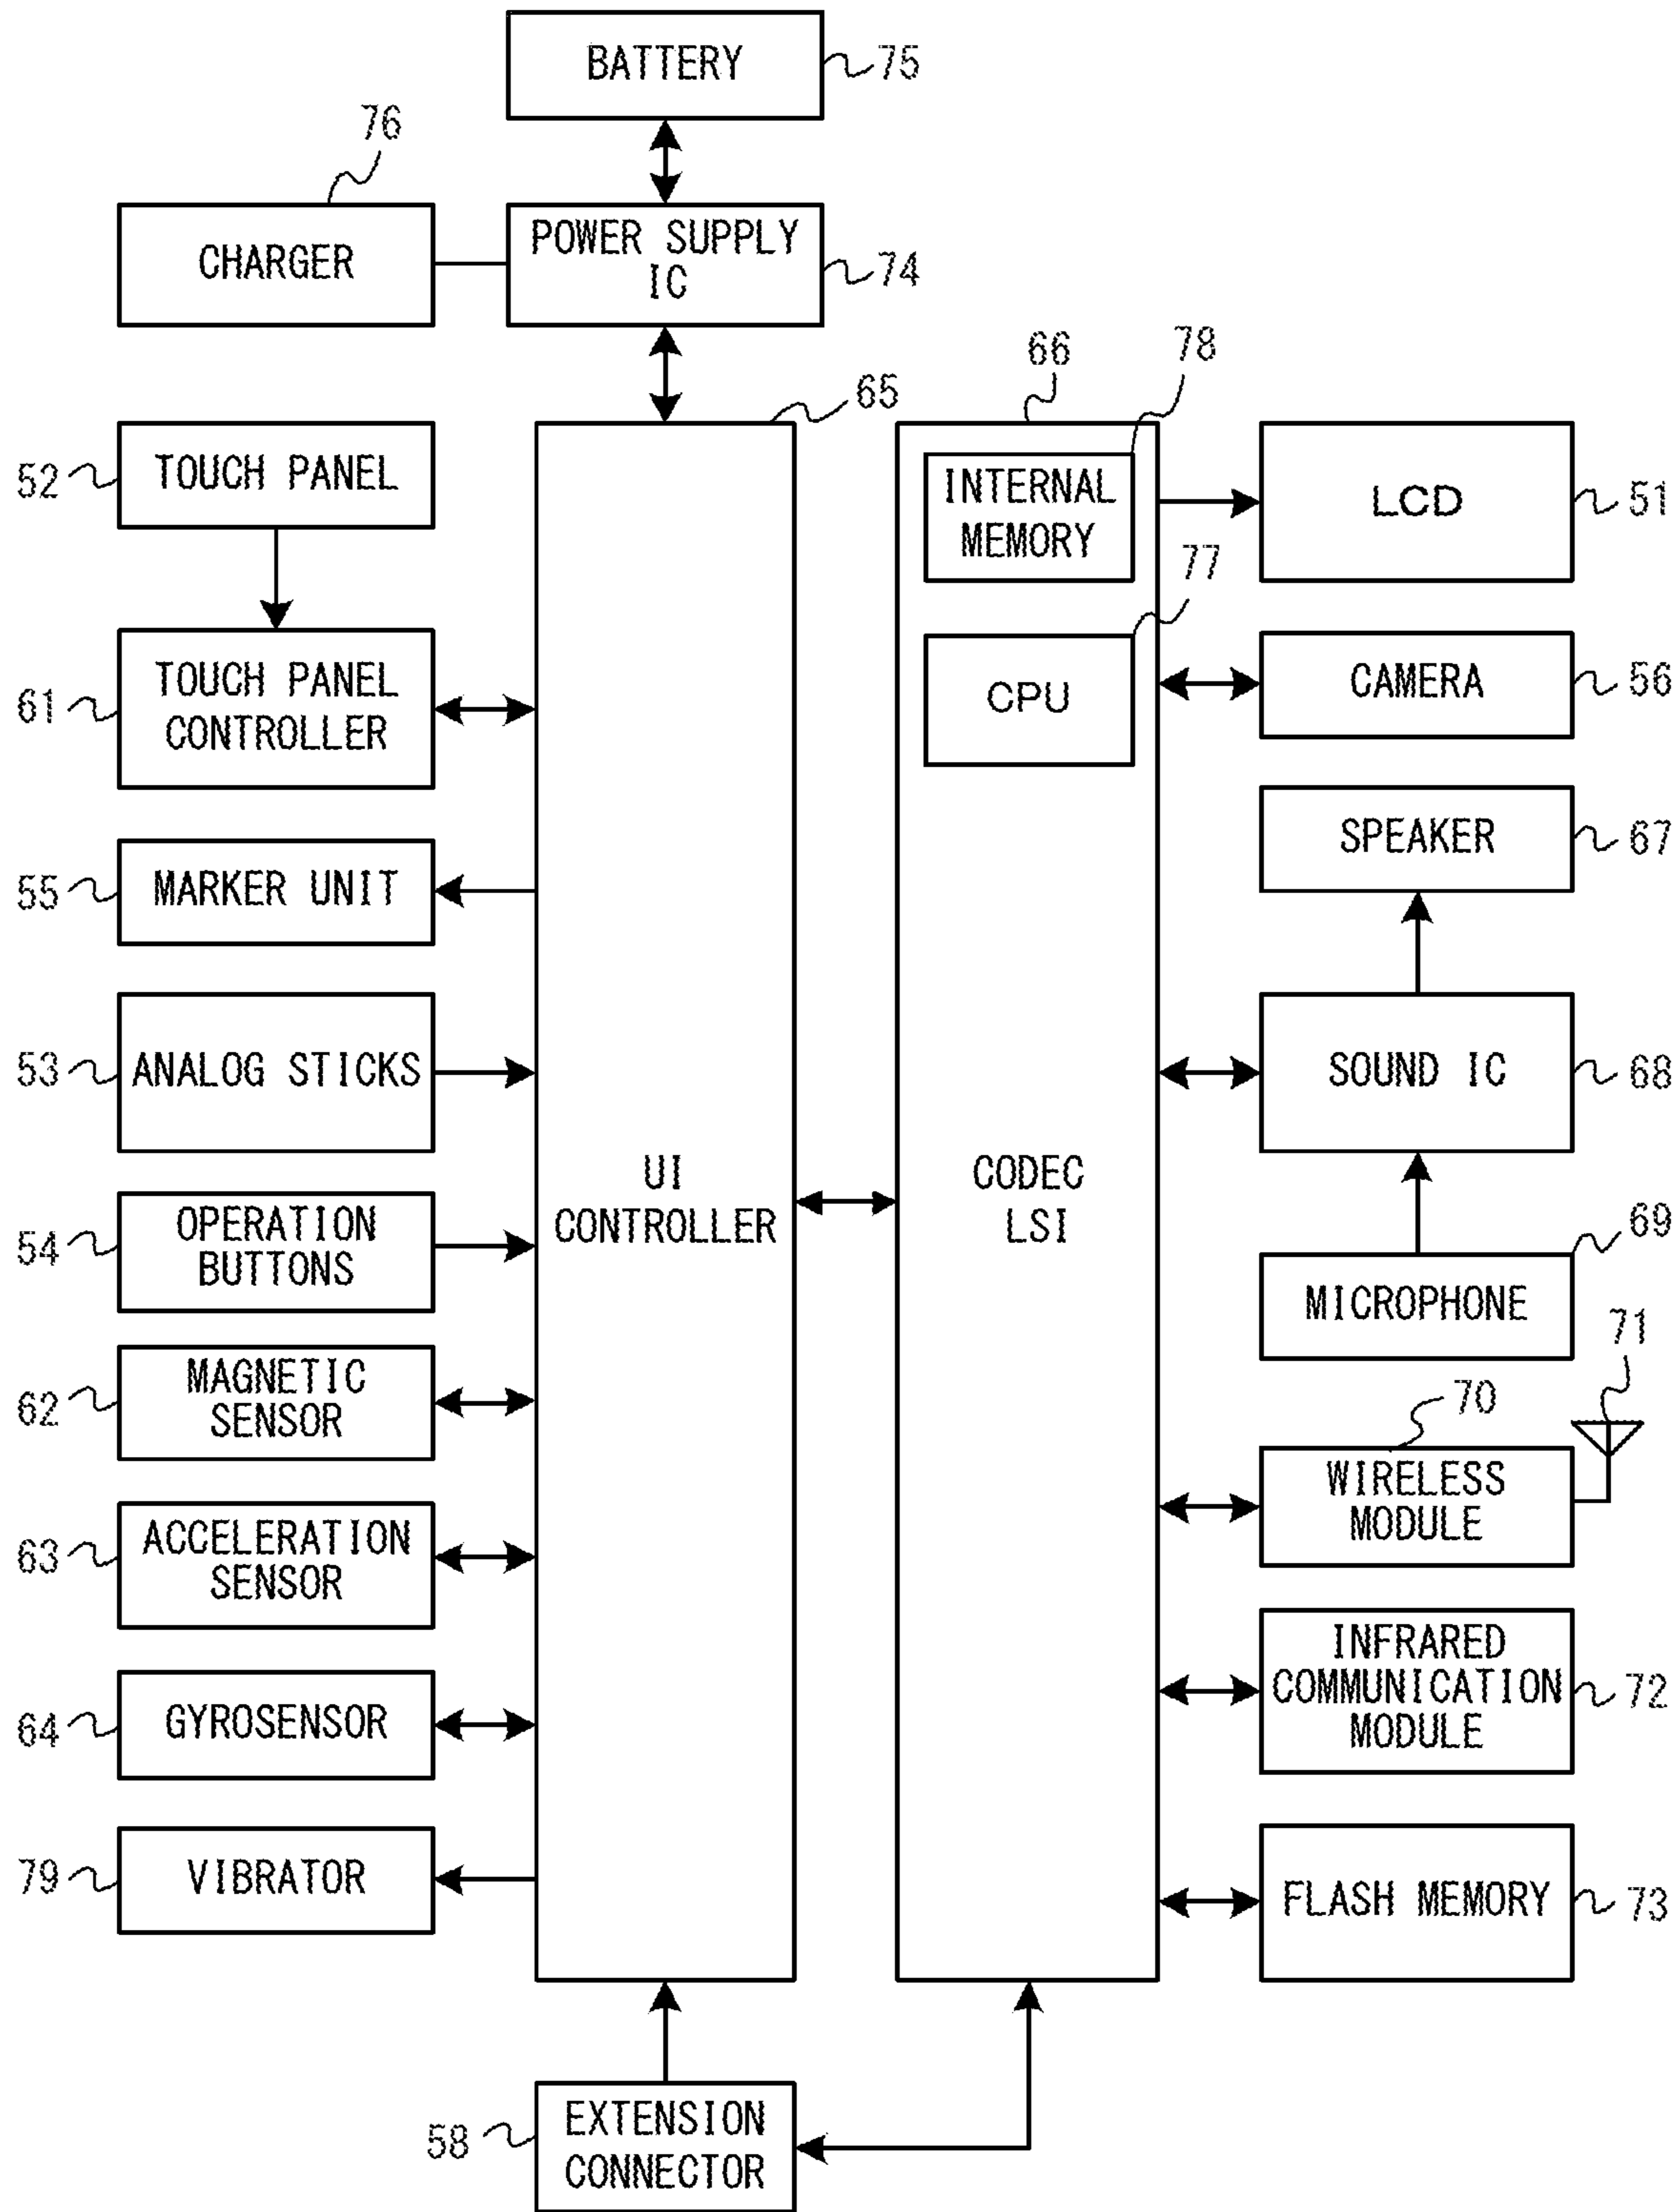 BATTERY
75
76
CHARGER
POWER SUPPLY
IC
74
65
66
78
52
TOUCH PANEL
INTERNAL
MEMORY
LCD
51
77
61
TOUCH PANEL
CONTROLLER
CPU
CAMERA
56
SPEAKER
67
55
MARKER UNIT
53
ANALOG STICKS
SOUND IC
68
UI
CONTROLLER
CODEC
LSI
54
OPERATION
BUTTONS
69
MICROPHONE
71
62
MAGNETIC
SENSOR
70
WIRELESS
MODULE
63
ACCELERATION
SENSOR
INFRARED
COMMUNICATION
MODULE
72
64
GYROSENSOR
79
VIBRATOR
FLASH MEMORY
73
58
EXTENSION
CONNECTOR